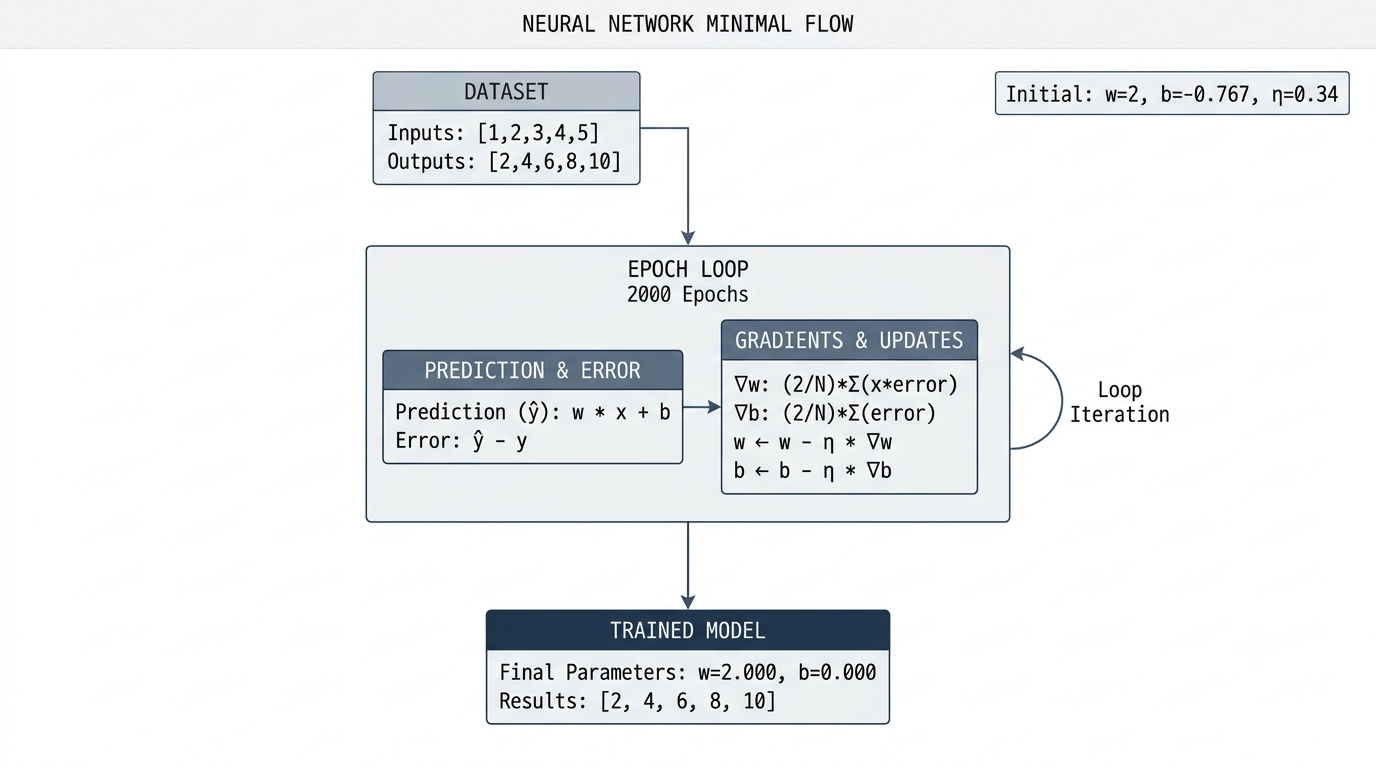 NEURAL NETWORK MINIMAL FLOW
DATASET
Inputs: [1,2,3,4,5]
Outputs: [2,4,6,8,10]
Initial: w=2, b=-0.767, η=0.34
EPOCH LOOP
2000 Epochs
PREDICTION & ERROR
Prediction (ŷ): w * x + b
Error: ŷ - y
GRADIENTS & UPDATES
∇w: (2/N)*Σ(x*error)
∇b: (2/N)*Σ(error)
w ← w - η * ∇w
b ← b - η * ∇b
Loop
Iteration
TRAINED MODEL
Final Parameters: w=2.000, b=0.000
Results: [2, 4, 6, 8, 10]